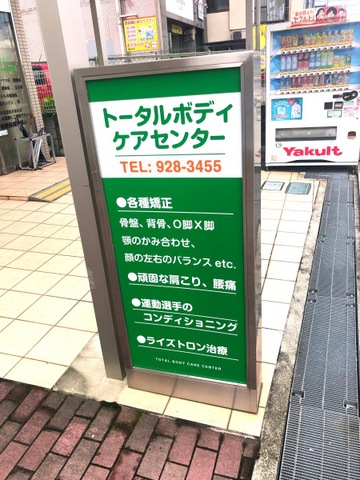 トータルボディ
ケアセンター
TEL: 928-3455
●各種矯正
骨盤、背骨、O脚X脚
顎のかみ合わせ、
顔の左右のバランス etc.
●頑固な肩こり、腰痛
●運動選手の
コンディショニング
●ライズトロン治療
TOTAL BODY CARE CENTER
Yakult